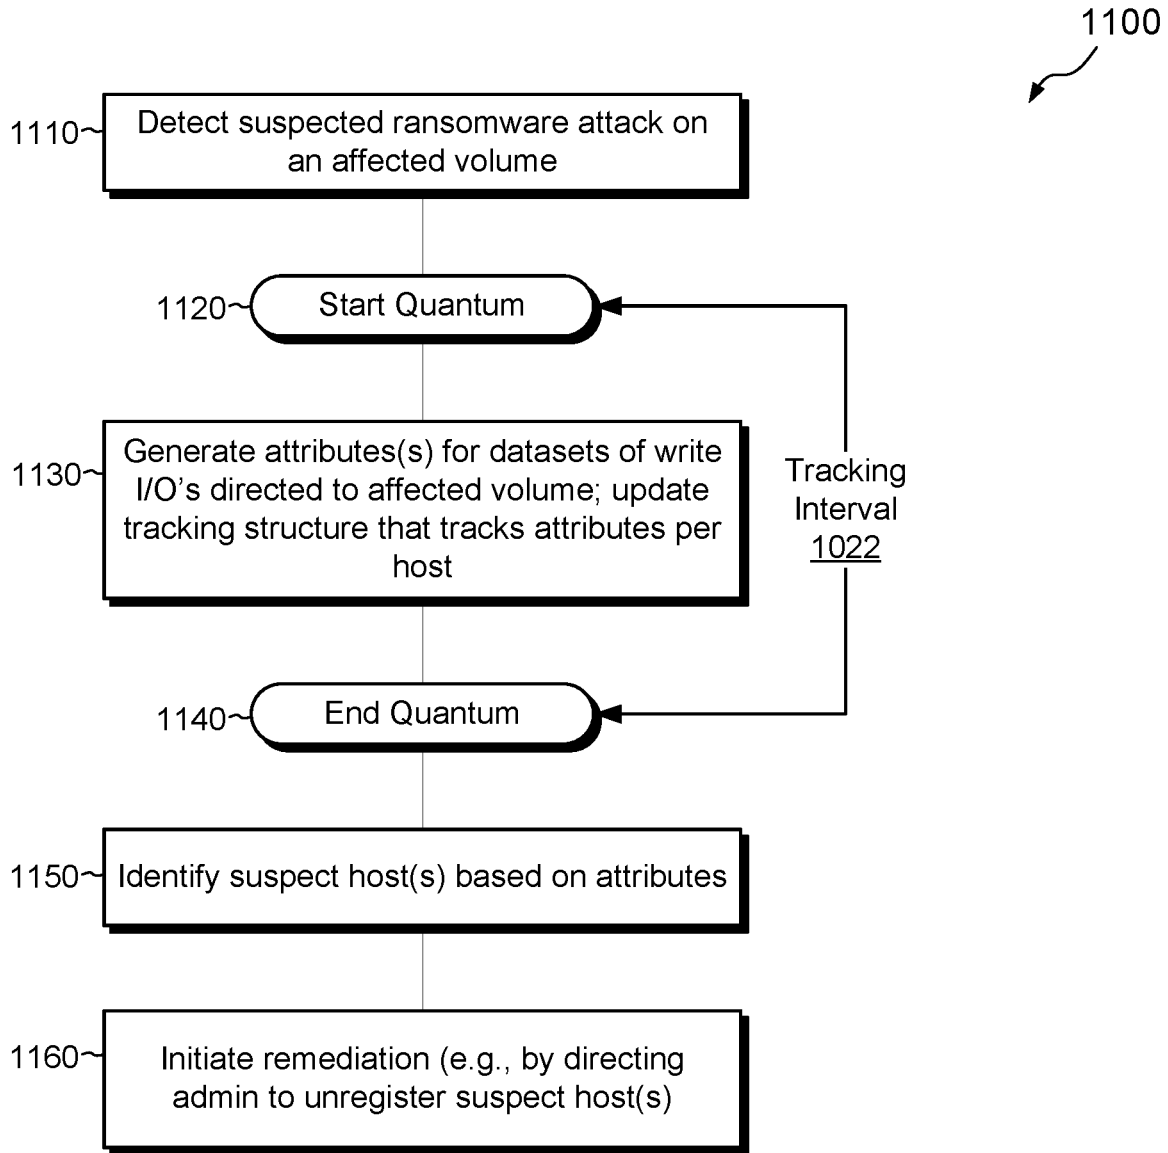 1100
1110
Detect suspected ransomware attack on
an affected volume
1120
Start Quantum
1130
Generate attributes(s) for datasets of write
I/O's directed to affected volume; update
tracking structure that tracks attributes per
host
Tracking
Interval
1022
1140
End Quantum
1150
Identify suspect host(s) based on attributes
1160
Initiate remediation (e.g., by directing
admin to unregister suspect host(s)